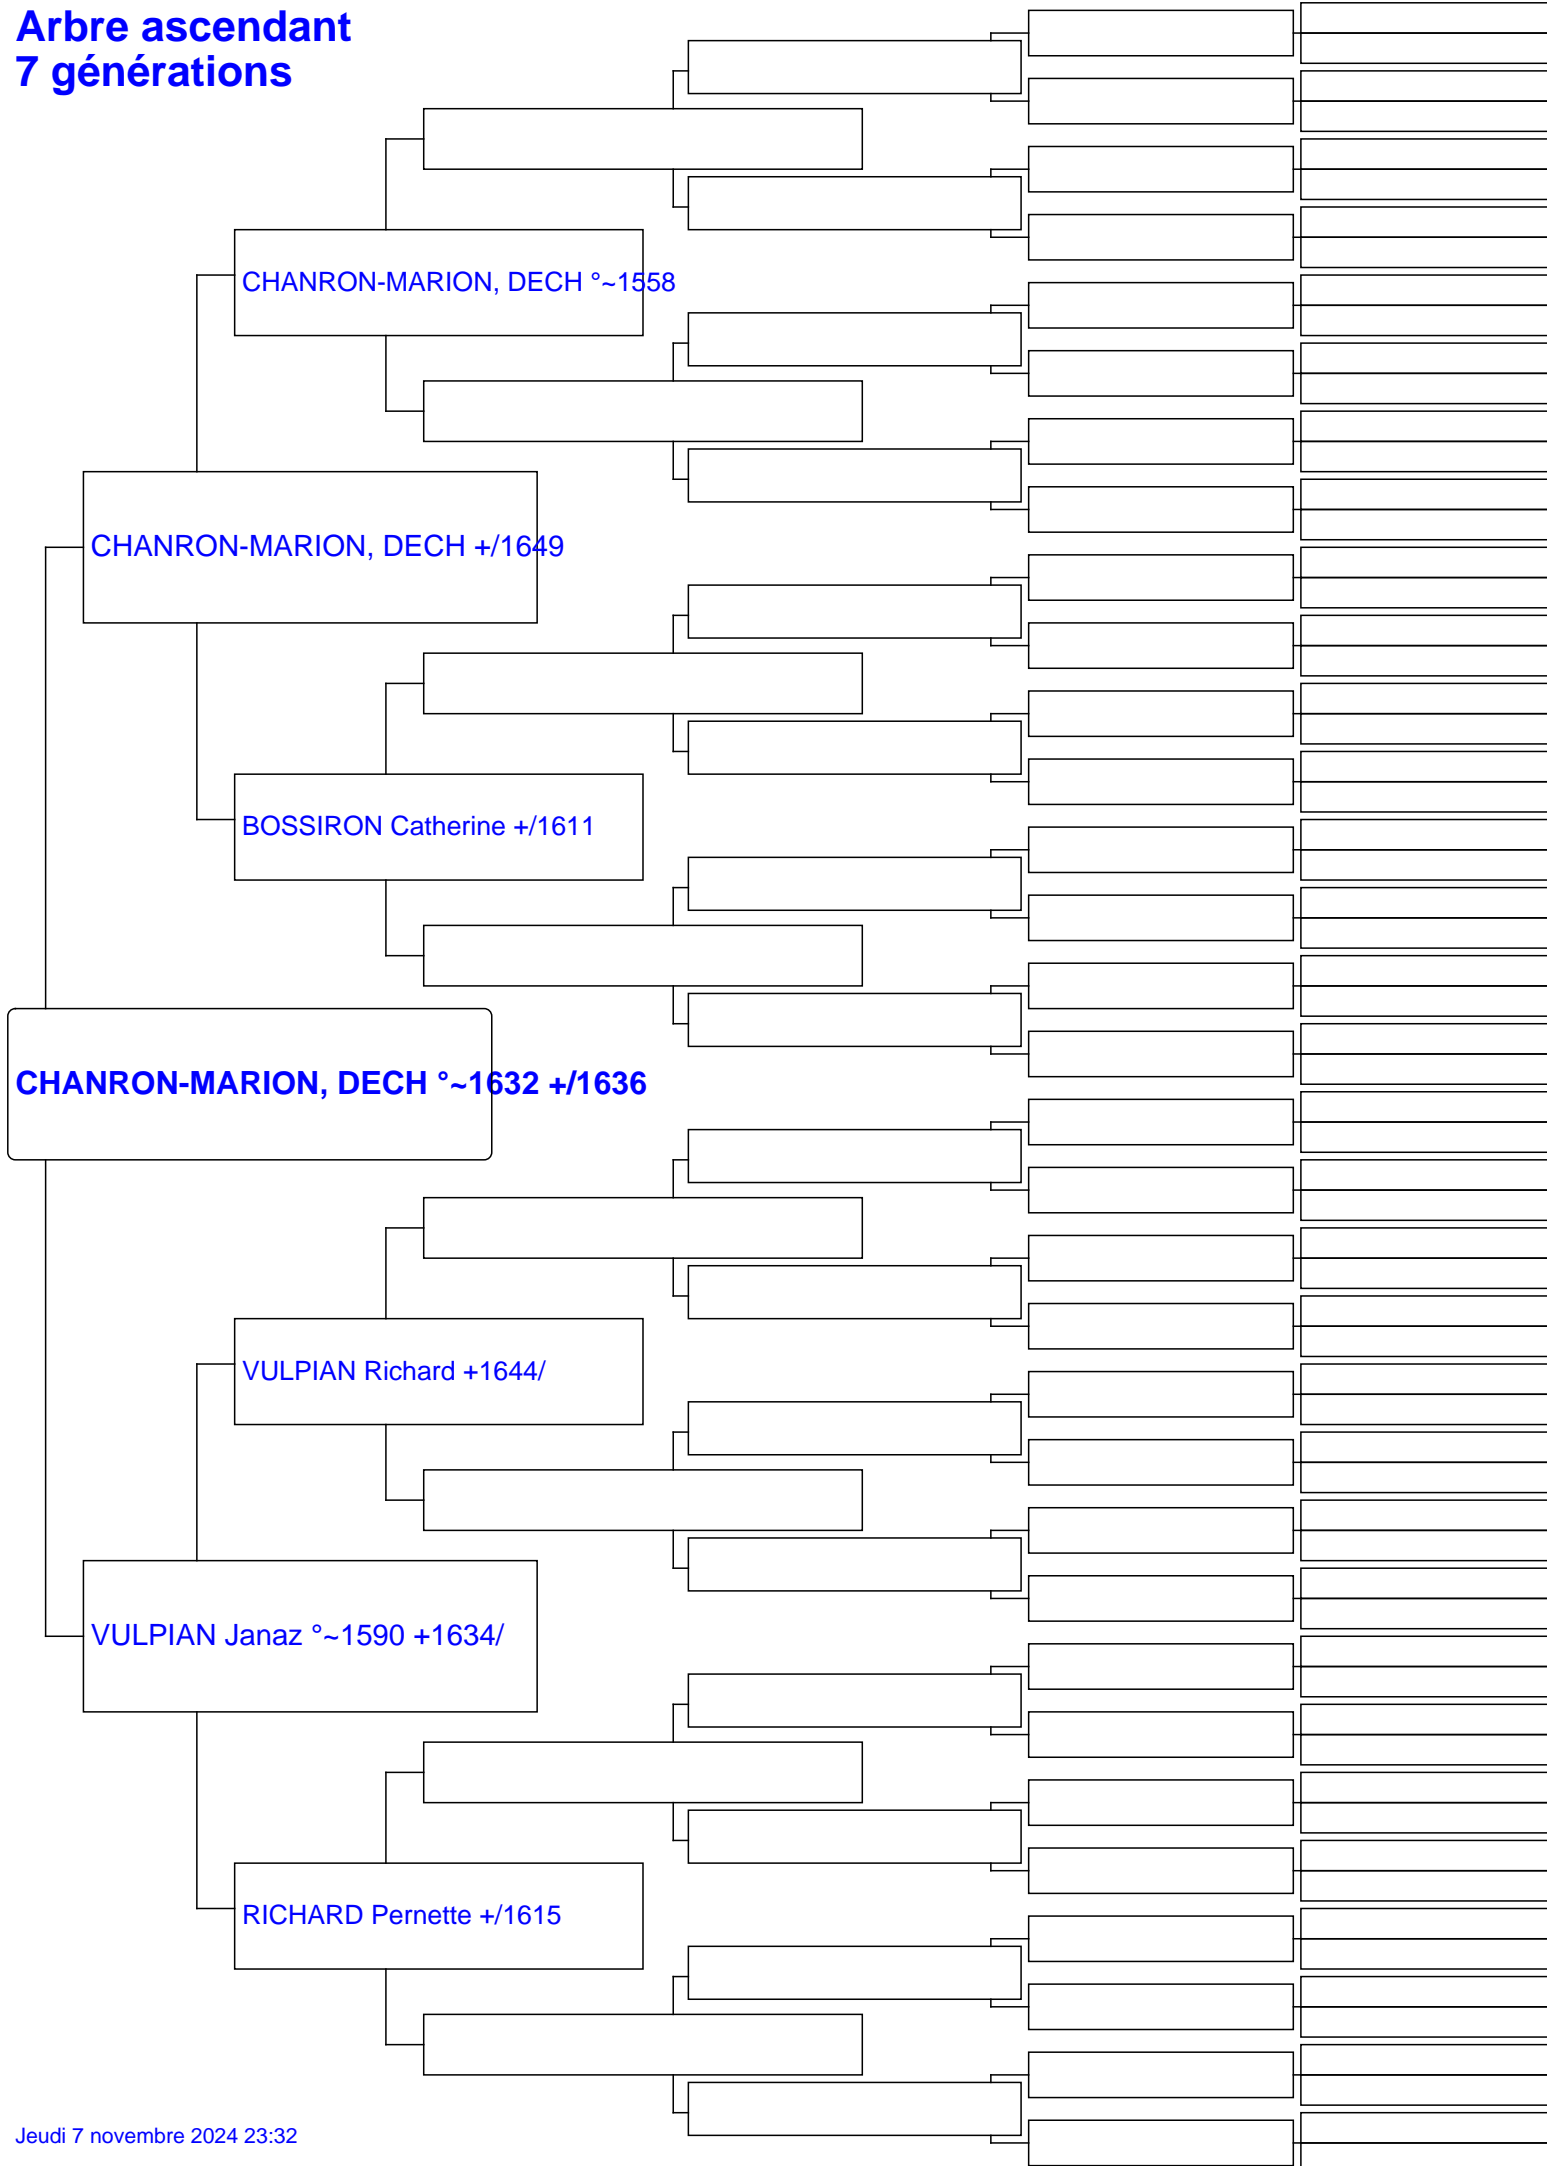 Arbre ascendant
7 générations
CHANRON-MARION, DECH °~1558
CHANRON-MARION, DECH +/1649
BOSSIRON Catherine +/1611
CHANRON-MARION, DECH °~1632 +/1636
VULPIAN Richard +1644/
VULPIAN Janaz °~1590 +1634/
RICHARD Pernette +/1615
Jeudi 7 novembre 2024 23:32